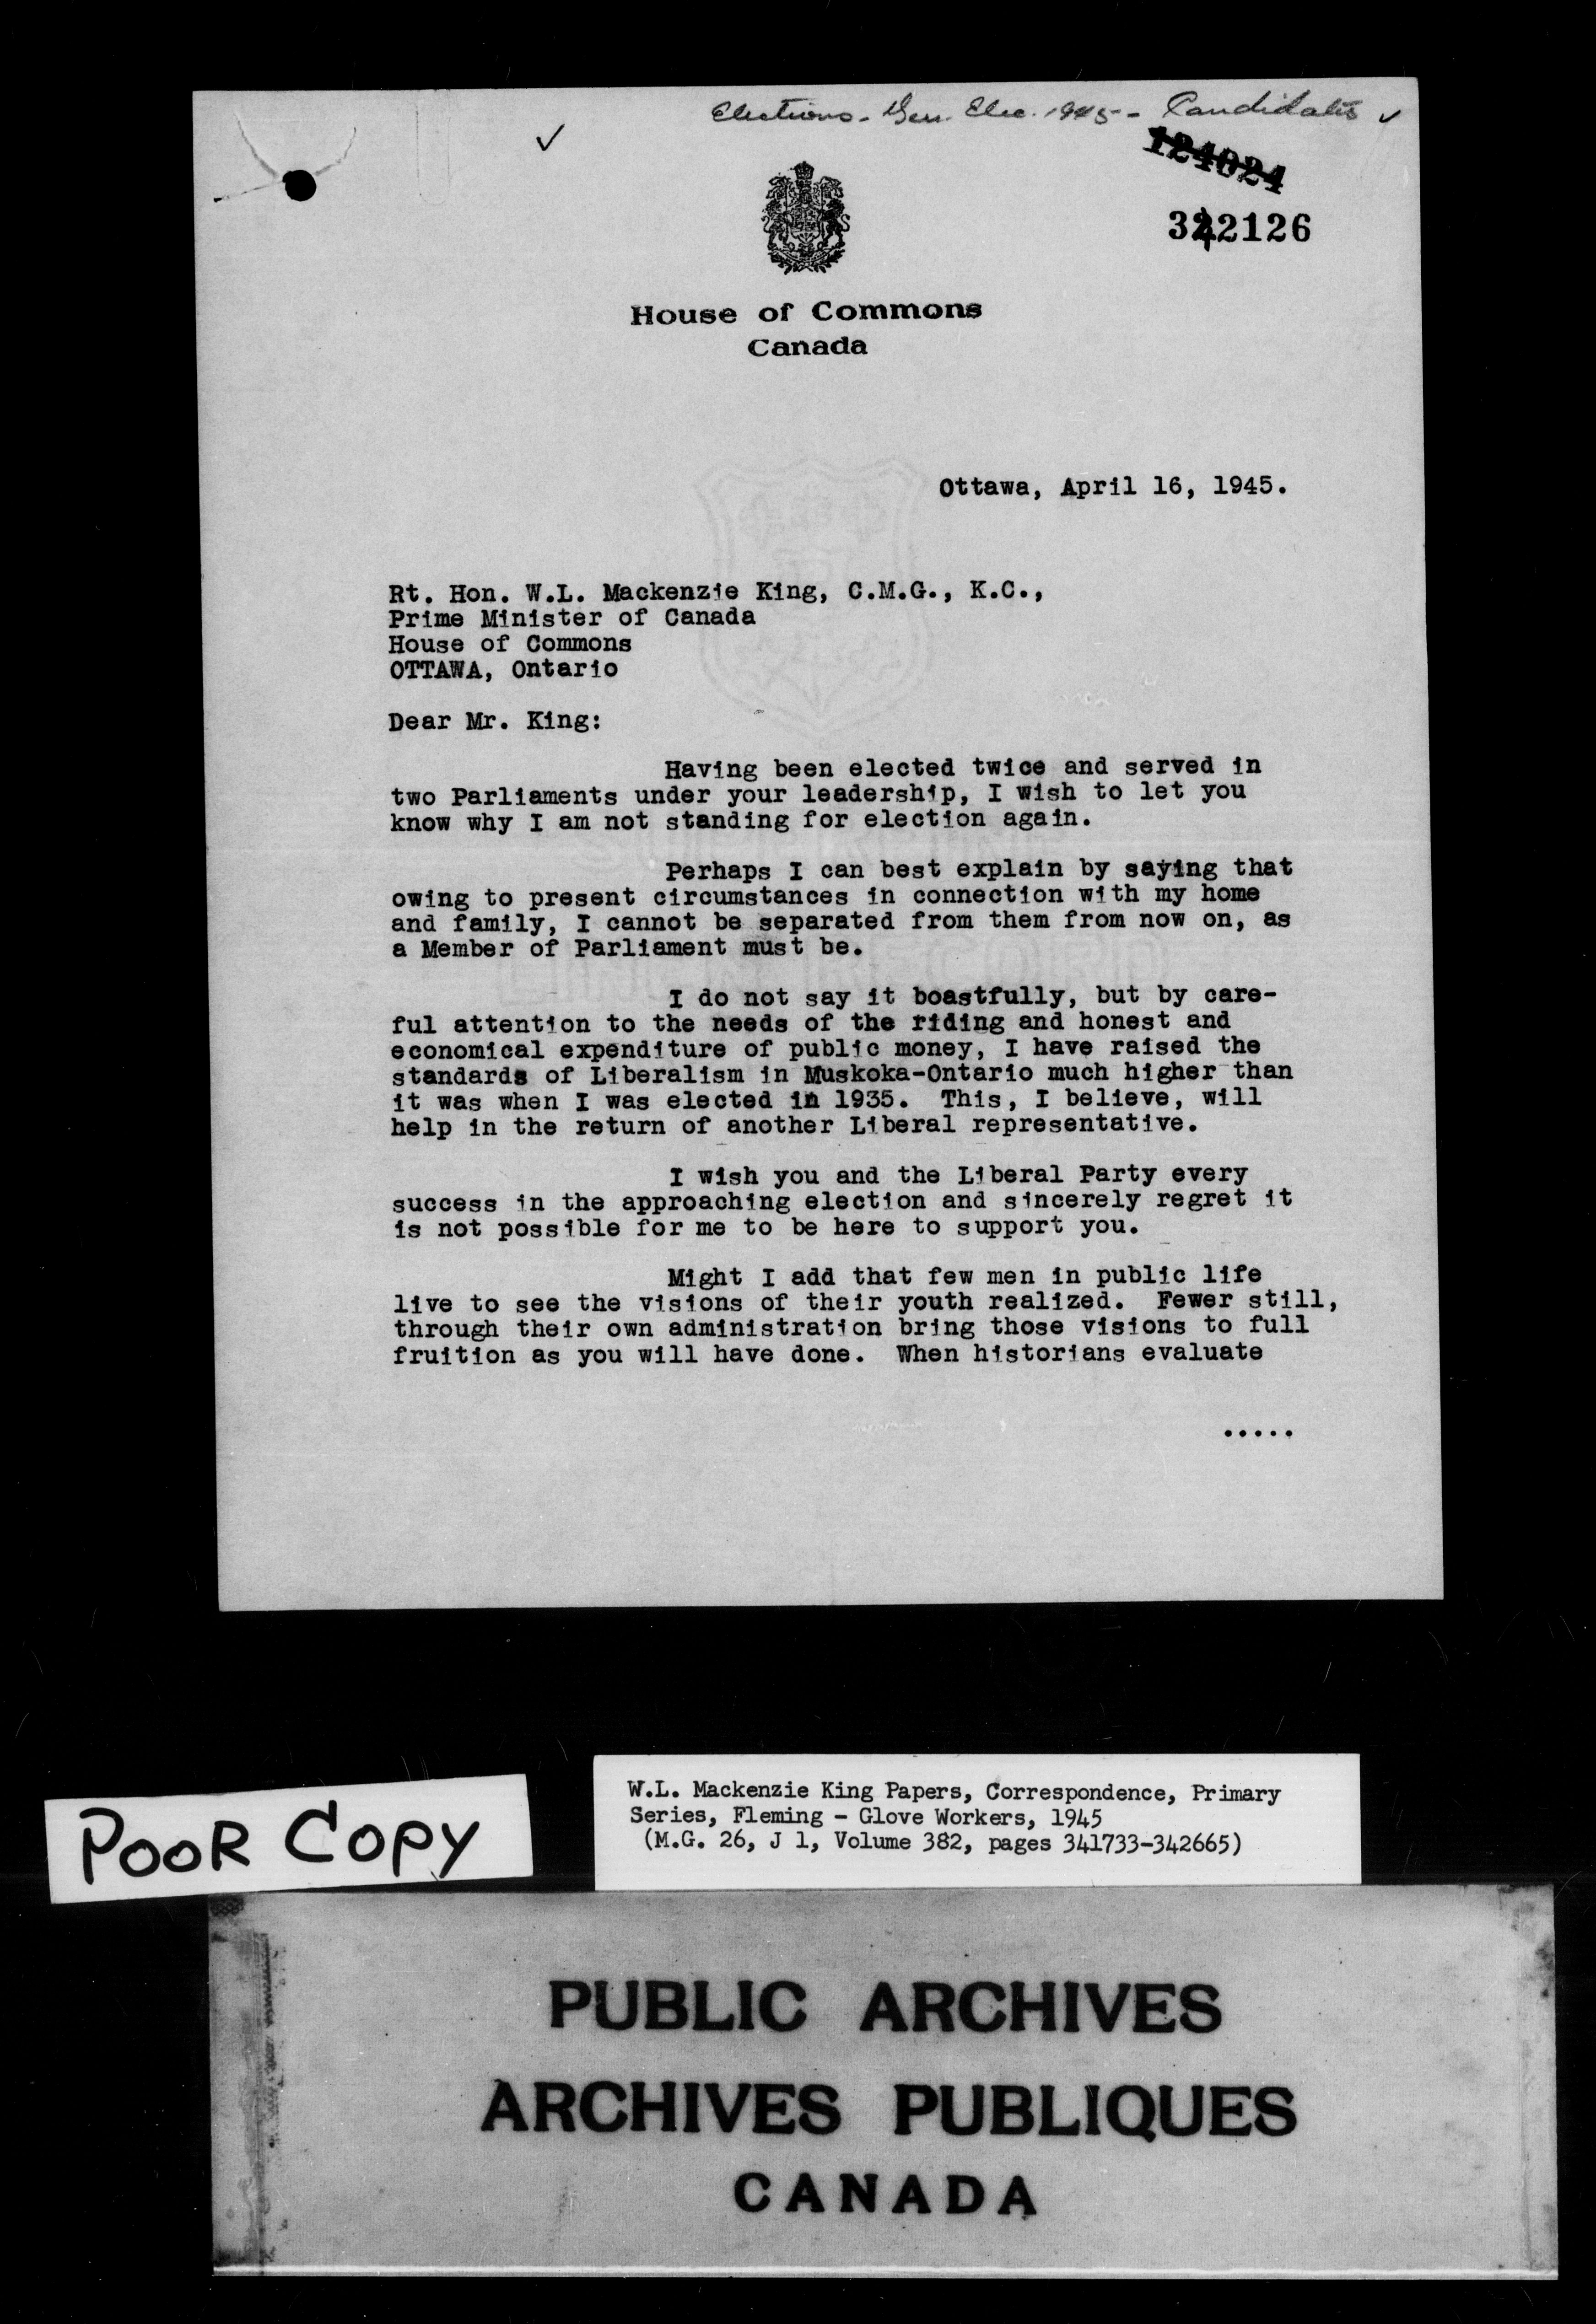 Elections - Gen. Elec. 1945 - Candidates ✓
✓
124024
342126
House of Commons
Canada
Ottawa, April 16, 1945.
Rt. Hon. W.L. Mackenzie King, C.M.G., K.C.,
Prime Minister of Canada
House of Commons
OTTAWA, Ontario
Dear Mr. King:
Having been elected twice and served in
two Parliaments under your leadership, I wish to let you
know why I am not standing for election again.
Perhaps I can best explain by saying that
owing to present circumstances in connection with my home
and family, I cannot be separated from them from now on, as
a Member of Parliament must be.
I do not say it boastfully, but by care-
ful attention to the needs of the riding and honest and
economical expenditure of public money, I have raised the
standards of Liberalism in Muskoka-Ontario much higher than
it was when I was elected in 1935. This, I believe, will
help in the return of another Liberal representative.
I wish you and the Liberal Party every
success in the approaching election and sincerely regret it
is not possible for me to be here to support you.
Might I add that few men in public life
live to see the visions of their youth realized. Fewer still,
through their own administration bring those visions to full
fruition as you will have done. When historians evaluate
.....
POOR COPY
W.L. Mackenzie King Papers, Correspondence, Primary
Series, Fleming - Glove Workers, 1945
(M.G. 26, J 1, Volume 382, pages 341733-342665)
PUBLIC ARCHIVES
ARCHIVES PUBLIQUES
CANADA